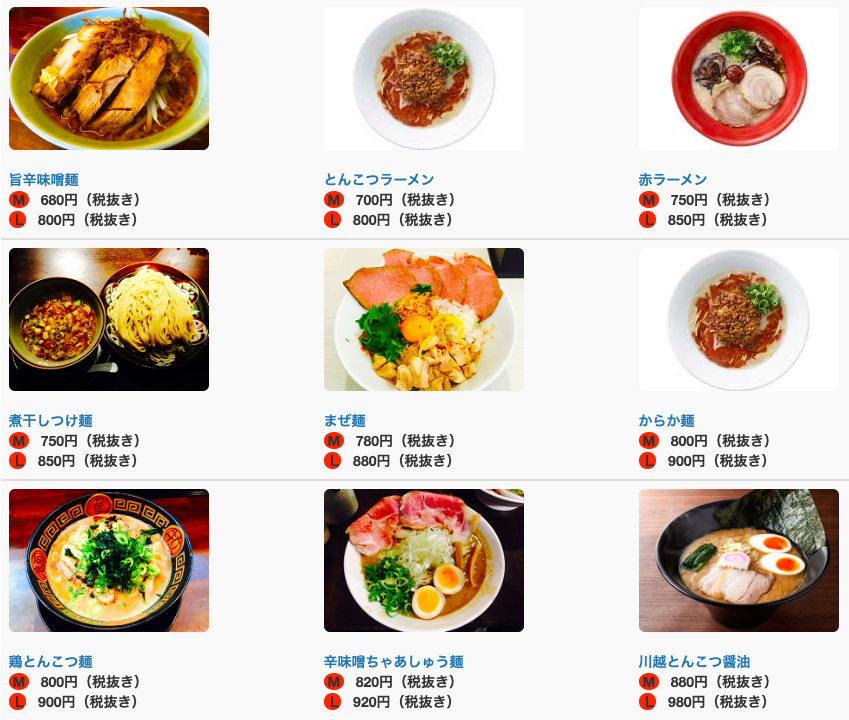 旨辛味噌麺
M 680円（税抜き）
L 800円（税抜き）
とんこつラーメン
M 700円（税抜き）
L 800円（税抜き）
赤ラーメン
M 750円（税抜き）
L 850円（税抜き）
煮干しつけ麺
M 750円（税抜き）
L 850円（税抜き）
まぜ麺
M 780円（税抜き）
L 880円（税抜き）
からか麺
M 800円（税抜き）
L 900円（税抜き）
鶏とんこつ麺
M 800円（税抜き）
L 900円（税抜き）
辛味噌ちゃあしゅう麺
M 820円（税抜き）
L 920円（税抜き）
川越とんこつ醤油
M 880円（税抜き）
L 980円（税抜き）